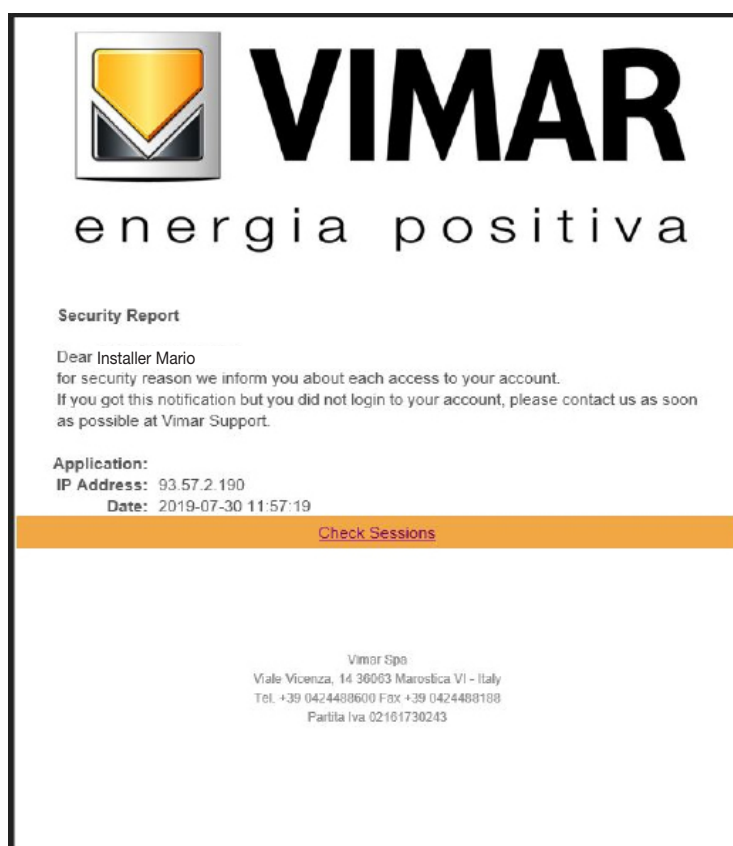 VIMAR
energia positiva
Security Report
Dear Installer Mario
for security reason we inform you about each access to your account.
If you got this notification but you did not login to your account, please contact us as soon
as possible at Vimar Support.
Application:
IP Address: 93.57.2.190
Date: 2019-07-30 11:57:19
Check Sessions
Vimar Spa
Viale Vicenza, 14 36063 Marostica VI - Italy
Tel. +39 0424488600 Fax +39 0424488188
Partita Iva 02161730243